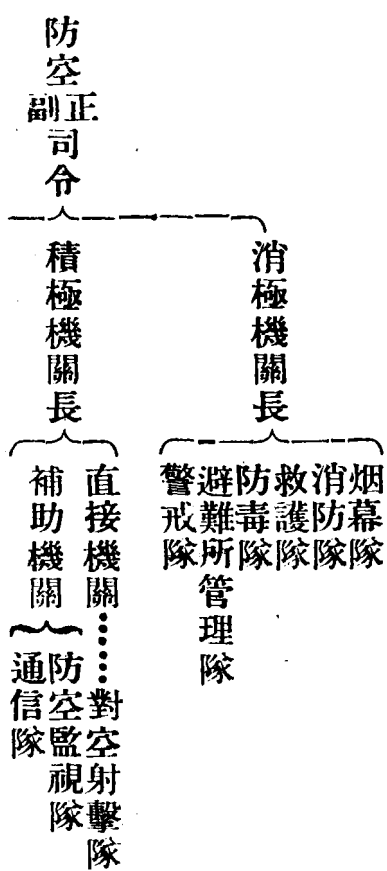 防空正副司令
消極機關長
烟幕隊
消防隊
救護隊
防毒隊
避難所管理隊
警戒隊
積極機關長
直接機關……對空射擊隊
補助機關
防空監視隊
通信隊